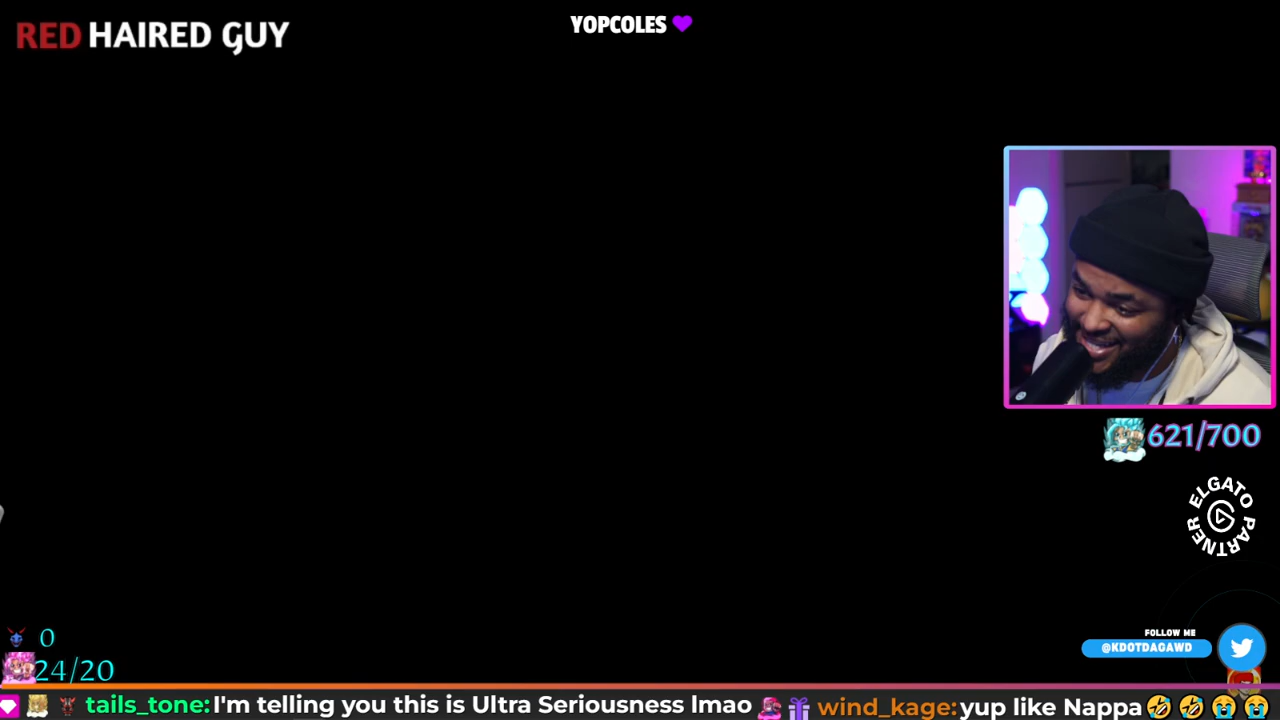 RED HAIRED GUY
YOPCOLES 💜
621/700
ELGATO PARTNER
0
24/20
FOLLOW ME
@KDOTDAGAWD
tails_tone: I'm telling you this is Ultra Seriousness lmao wind_kage: yup like Nappa 🤣 🤣 😭 😭